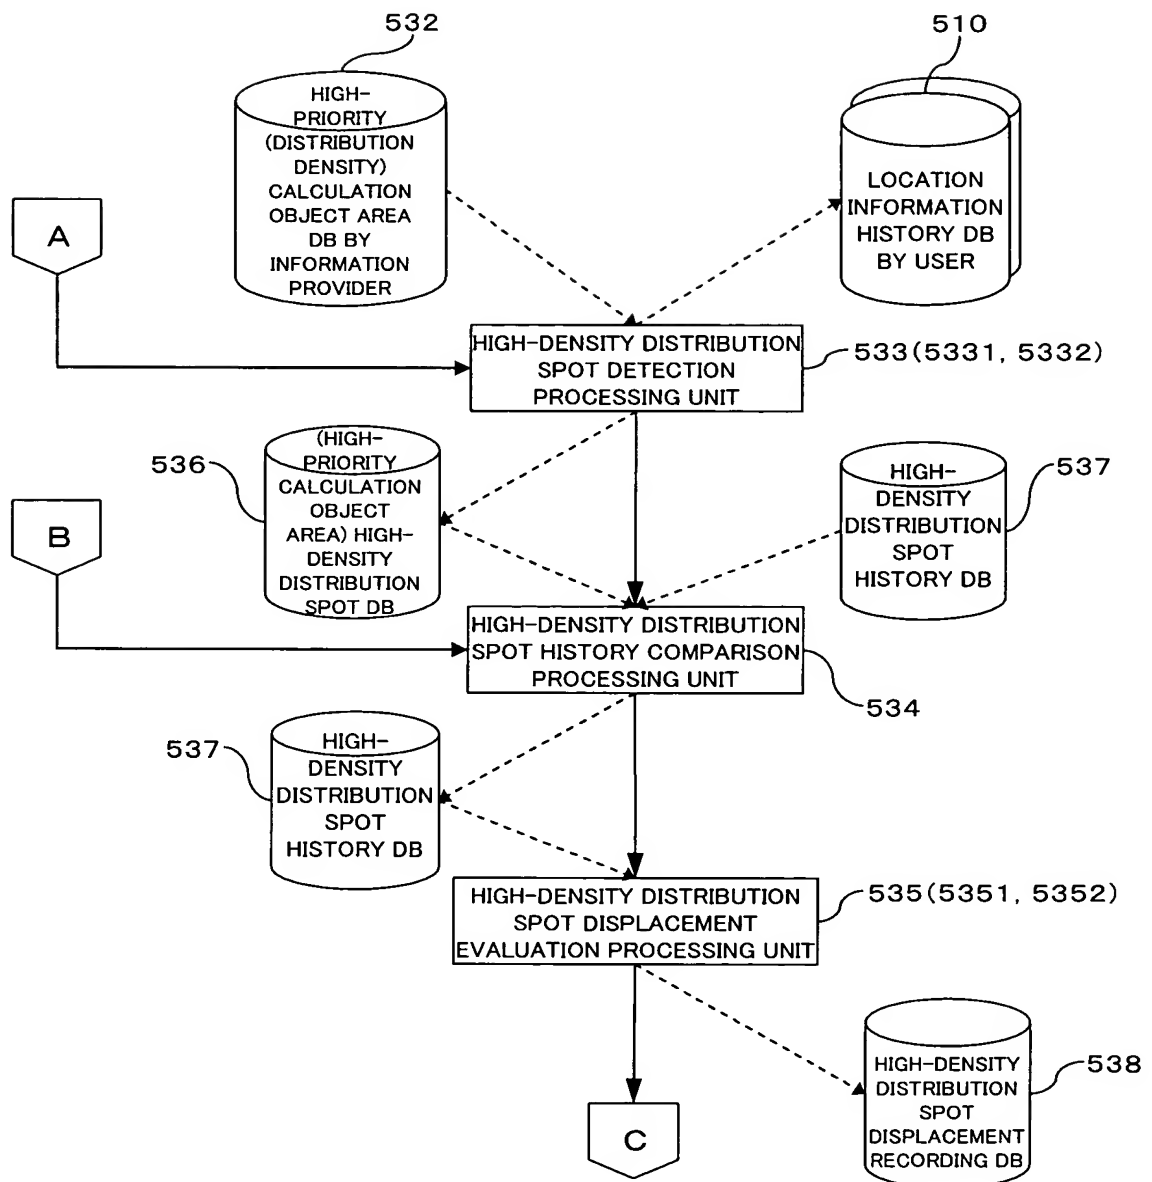 532
510
HIGH-
PRIORITY
(DISTRIBUTION
DENSITY)
CALCULATION
OBJECT AREA
DB BY
INFORMATION
PROVIDER
LOCATION
INFORMATION
HISTORY DB
BY USER
A
HIGH-DENSITY DISTRIBUTION
SPOT DETECTION
PROCESSING UNIT
533(5331, 5332)
536
(HIGH-
PRIORITY
CALCULATION
OBJECT
AREA) HIGH-
DENSITY
DISTRIBUTION
SPOT DB
HIGH-
DENSITY
DISTRIBUTION
SPOT
HISTORY DB
537
B
HIGH-DENSITY DISTRIBUTION
SPOT HISTORY COMPARISON
PROCESSING UNIT
534
537
HIGH-
DENSITY
DISTRIBUTION
SPOT
HISTORY DB
HIGH-DENSITY DISTRIBUTION
SPOT DISPLACEMENT
EVALUATION PROCESSING UNIT
535(5351, 5352)
HIGH-DENSITY
DISTRIBUTION
SPOT
DISPLACEMENT
RECORDING DB
538
C